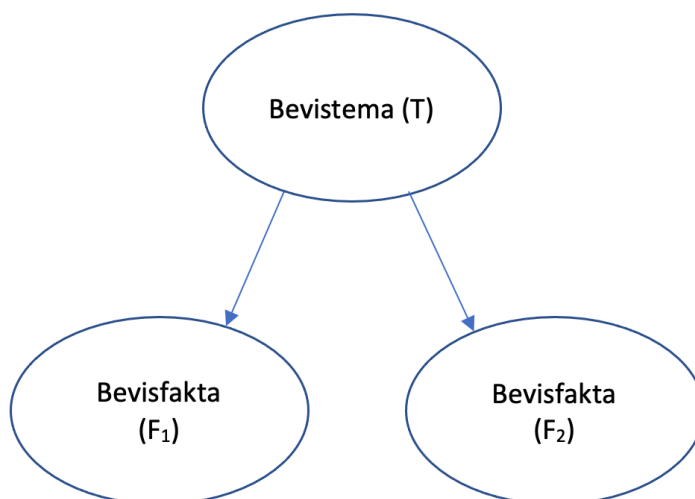 Bevistema (T)
Bevisfakta
(F₁)
Bevisfakta
(F₂)